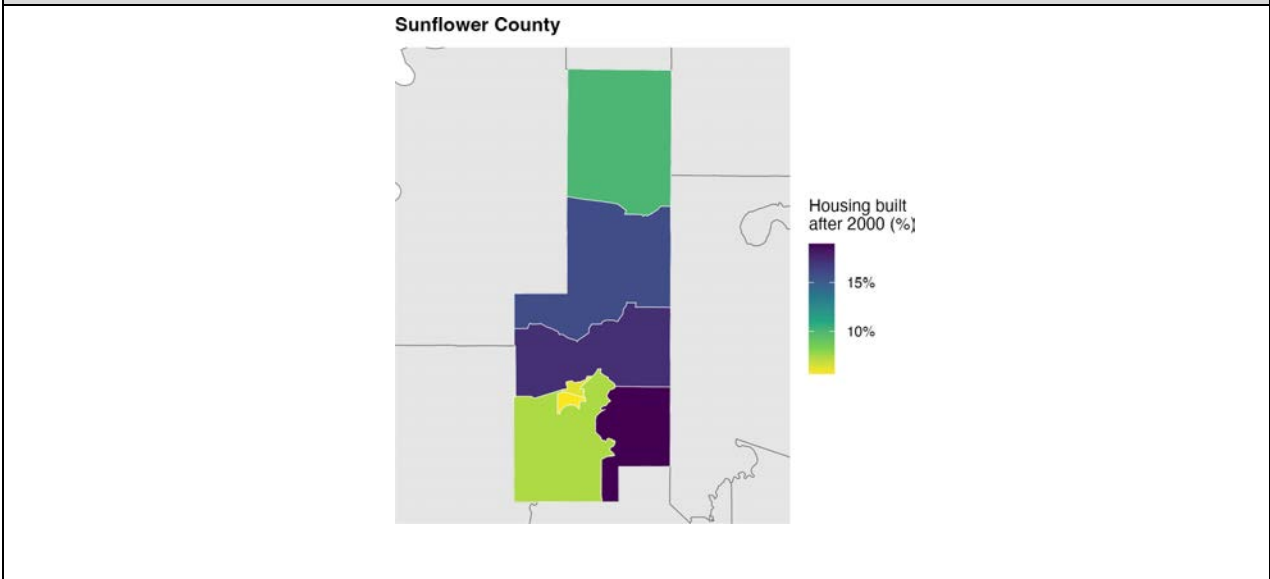 Sunflower County
Housing built
after 2000 (%)
15%
10%